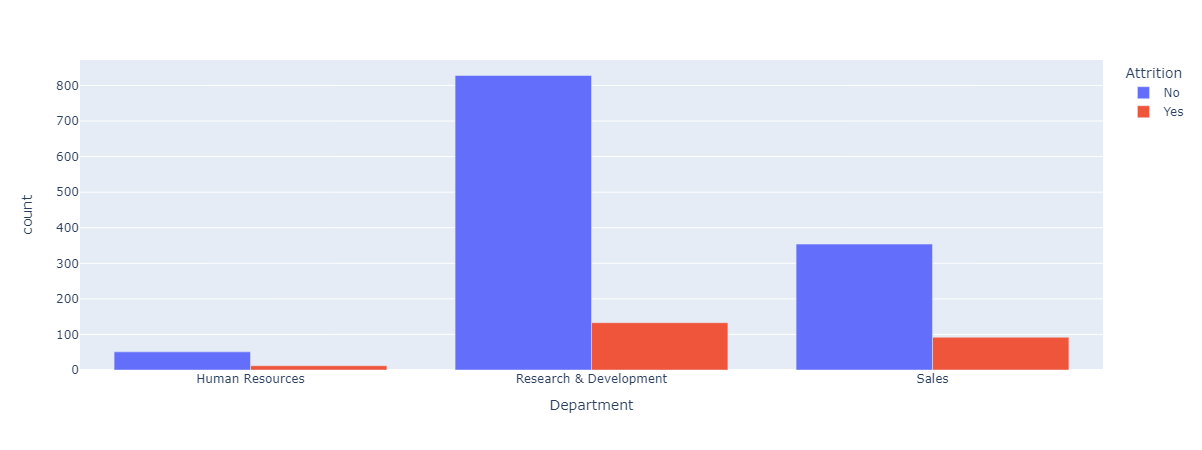 Attrition
No
Yes
800
700
600
500
400
300
200
100
0
count
Human Resources
Research & Development
Sales
Department